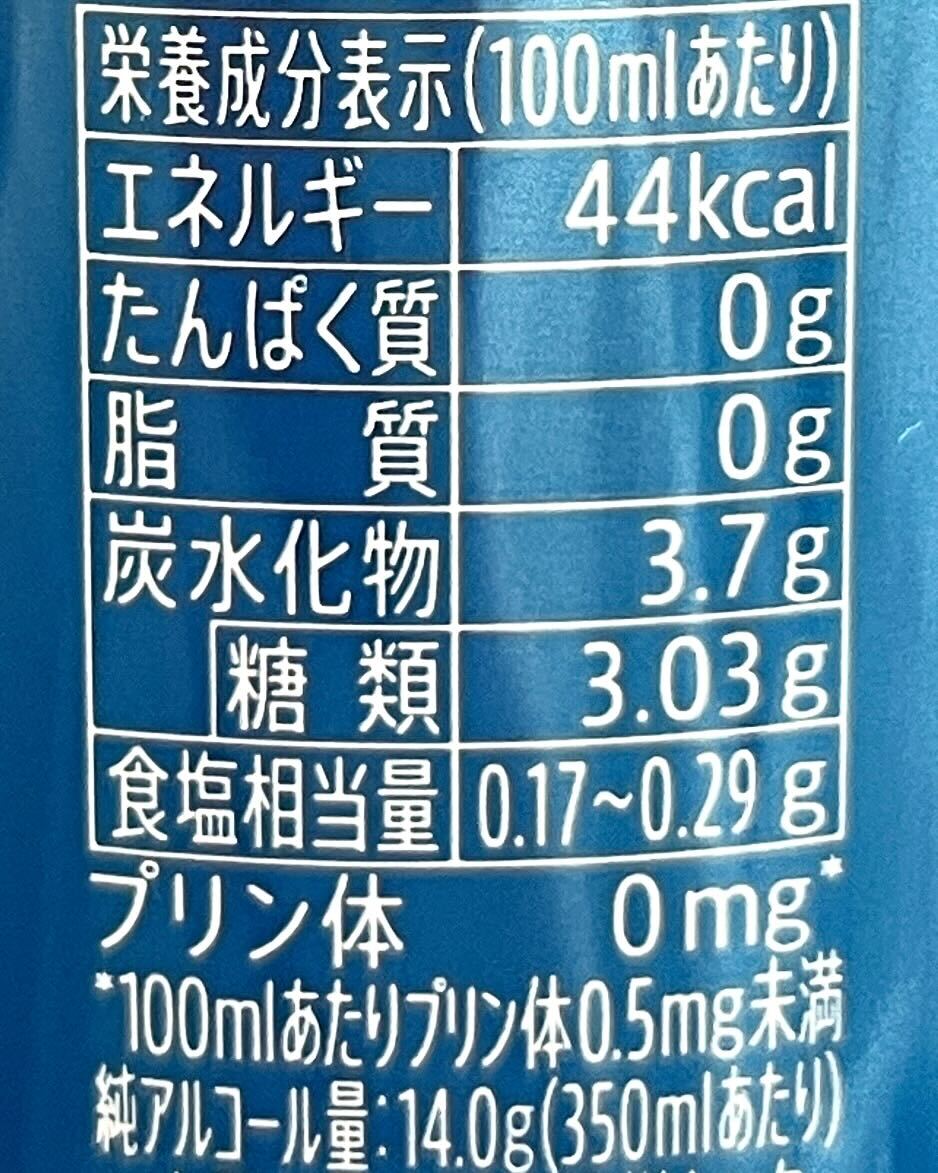 栄養成分表示(100mlあたり)
エネルギー 44kcal
たんぱく質 0g
脂質 0g
炭水化物 3.7g
糖類 3.03g
食塩相当量 0.17~0.29g
プリン体 0mg*
*100mlあたりプリン体0.5mg未満
純アルコール量:14.0g(350mlあたり)